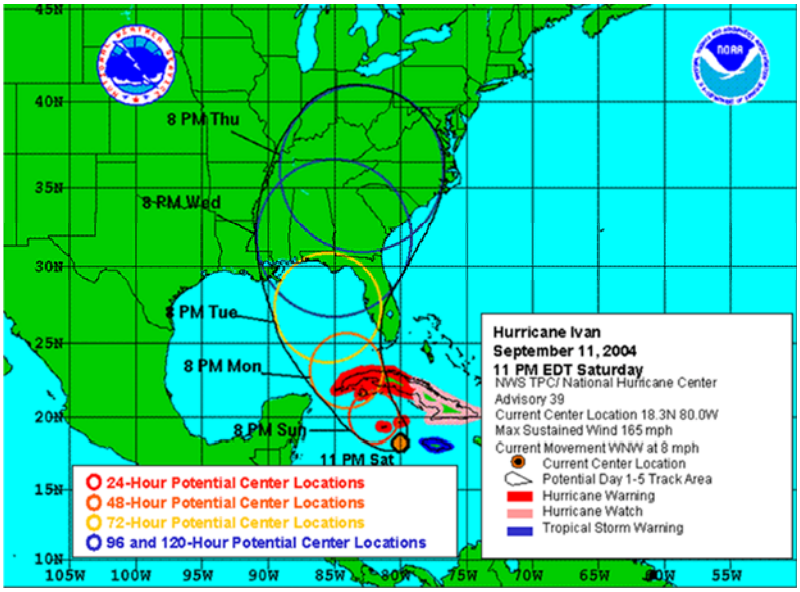 45N
40N
35N
30N
25N
20N
15N
10N
NOAA
8 PM Thu
8 PM Wed
8 PM Tue
8 PM Mon
8 PM Sun
11 PM Sat
Hurricane Ivan
September 11, 2004
11 PM EDT Saturday
NWS TPC/ National Hurricane Center
Advisory 39
Current Center Location 18.3N 80.0W
Max Sustained Wind 165 mph
Current Movement WNW at 8 mph
Current Center Location
Potential Day 1-5 Track Area
Hurricane Warning
Hurricane Watch
Tropical Storm Warning
24-Hour Potential Center Locations
48-Hour Potential Center Locations
72-Hour Potential Center Locations
96 and 120-Hour Potential Center Locations
105W 100W 95W 90W 85W 80W 75W 70W 65W 60W 55W